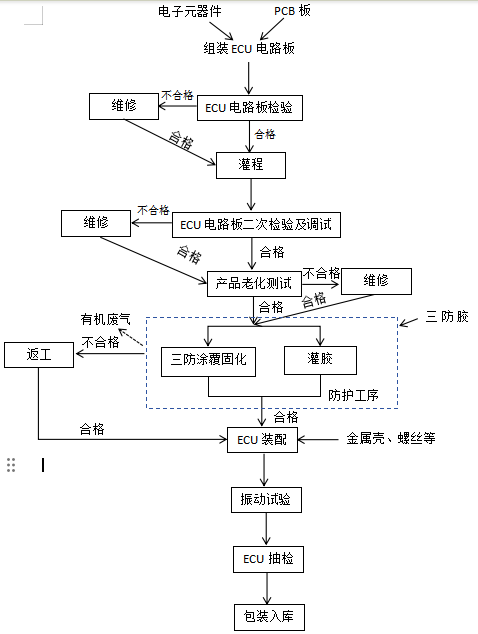 电子元器件
PCB 板
组装 ECU 电路板
不合格
维修
ECU 电路板检验
合格
合格
灌程
不合格
维修
ECU 电路板二次检验及调试
合格
合格
产品老化测试
不合格
维修
合格
合格
三防胶
有机废气
不合格
返工
三防涂覆固化
灌胶
防护工序
合格
合格
ECU 装配
金属壳、螺丝等
振动试验
ECU 抽检
包装入库